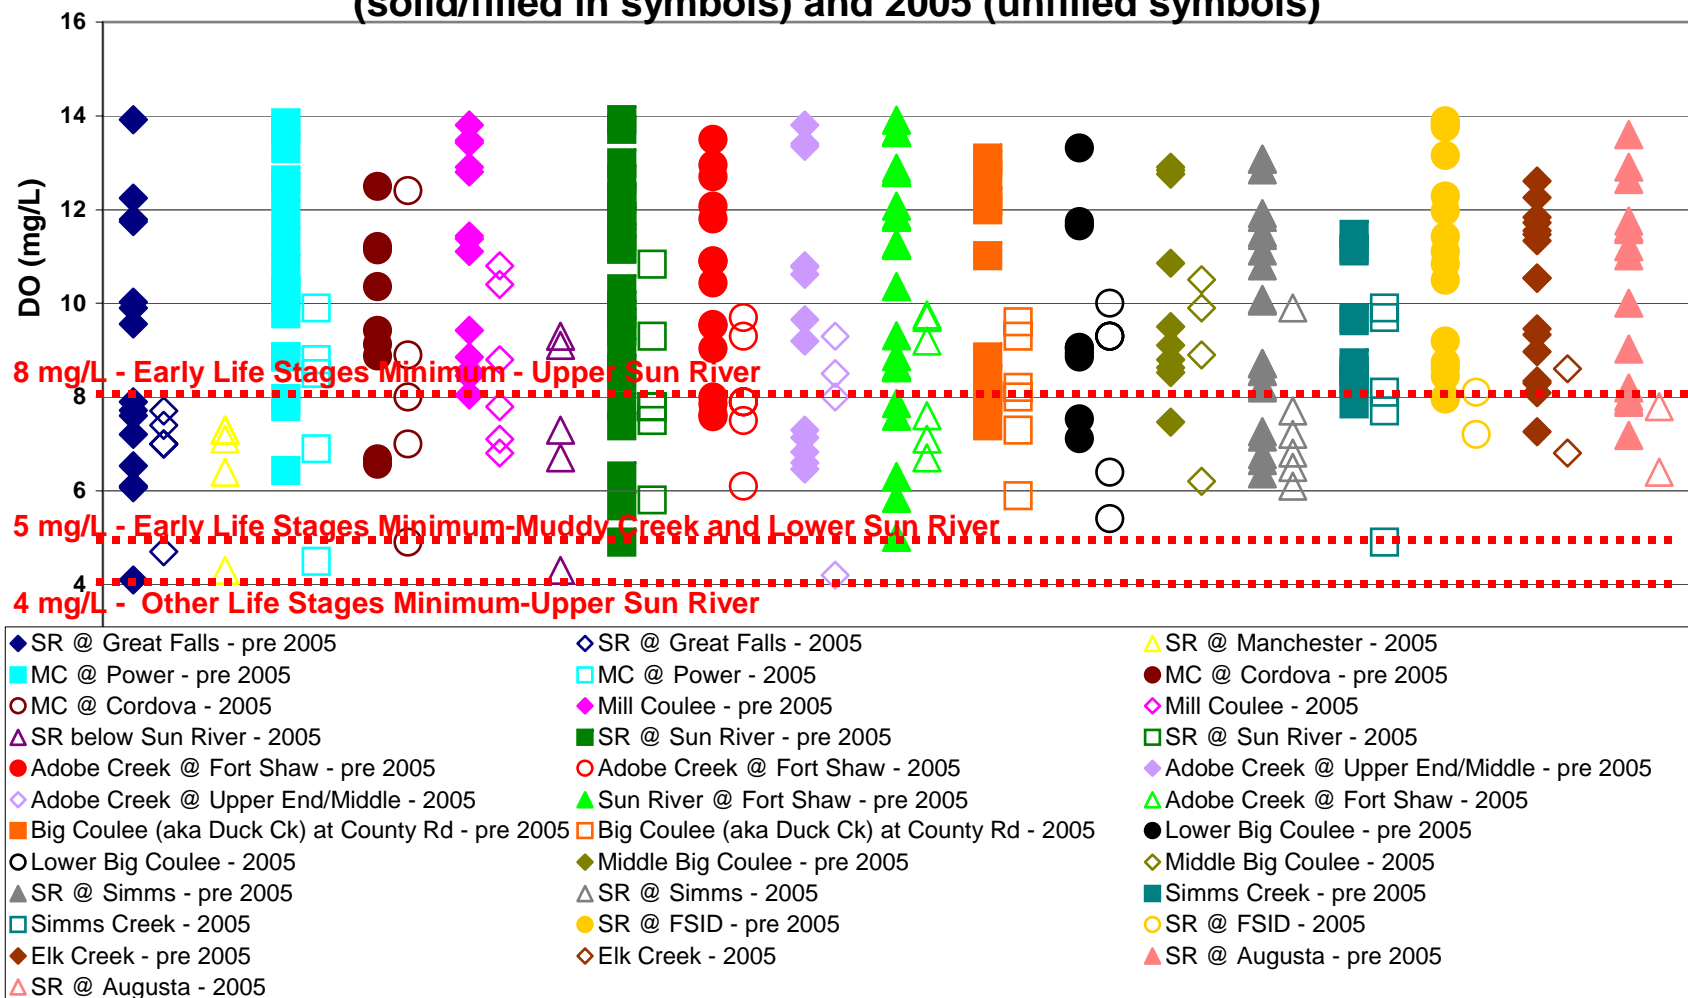 (solid/filled in symbols) and 2005 (unfilled symbols)
16
14
12
10
8
6
4
DO (mg/L)
8 mg/L - Early Life Stages Minimum - Upper Sun River
5 mg/L - Early Life Stages Minimum-Muddy Creek and Lower Sun River
4 mg/L - Other Life Stages Minimum-Upper Sun River
SR @ Great Falls - pre 2005
SR @ Great Falls - 2005
SR @ Manchester - 2005
MC @ Power - pre 2005
MC @ Power - 2005
MC @ Cordova - pre 2005
MC @ Cordova - 2005
Mill Coulee - pre 2005
Mill Coulee - 2005
SR below Sun River - 2005
SR @ Sun River - pre 2005
SR @ Sun River - 2005
Adobe Creek @ Fort Shaw - pre 2005
Adobe Creek @ Fort Shaw - 2005
Adobe Creek @ Upper End/Middle - pre 2005
Adobe Creek @ Upper End/Middle - 2005
Sun River @ Fort Shaw - pre 2005
Adobe Creek @ Fort Shaw - 2005
Big Coulee (aka Duck Ck) at County Rd - pre 2005
Big Coulee (aka Duck Ck) at County Rd - 2005
Lower Big Coulee - pre 2005
Lower Big Coulee - 2005
Middle Big Coulee - pre 2005
Middle Big Coulee - 2005
SR @ Simms - pre 2005
SR @ Simms - 2005
Simms Creek - pre 2005
Simms Creek - 2005
SR @ FSID - pre 2005
SR @ FSID - 2005
Elk Creek - pre 2005
Elk Creek - 2005
SR @ Augusta - pre 2005
SR @ Augusta - 2005